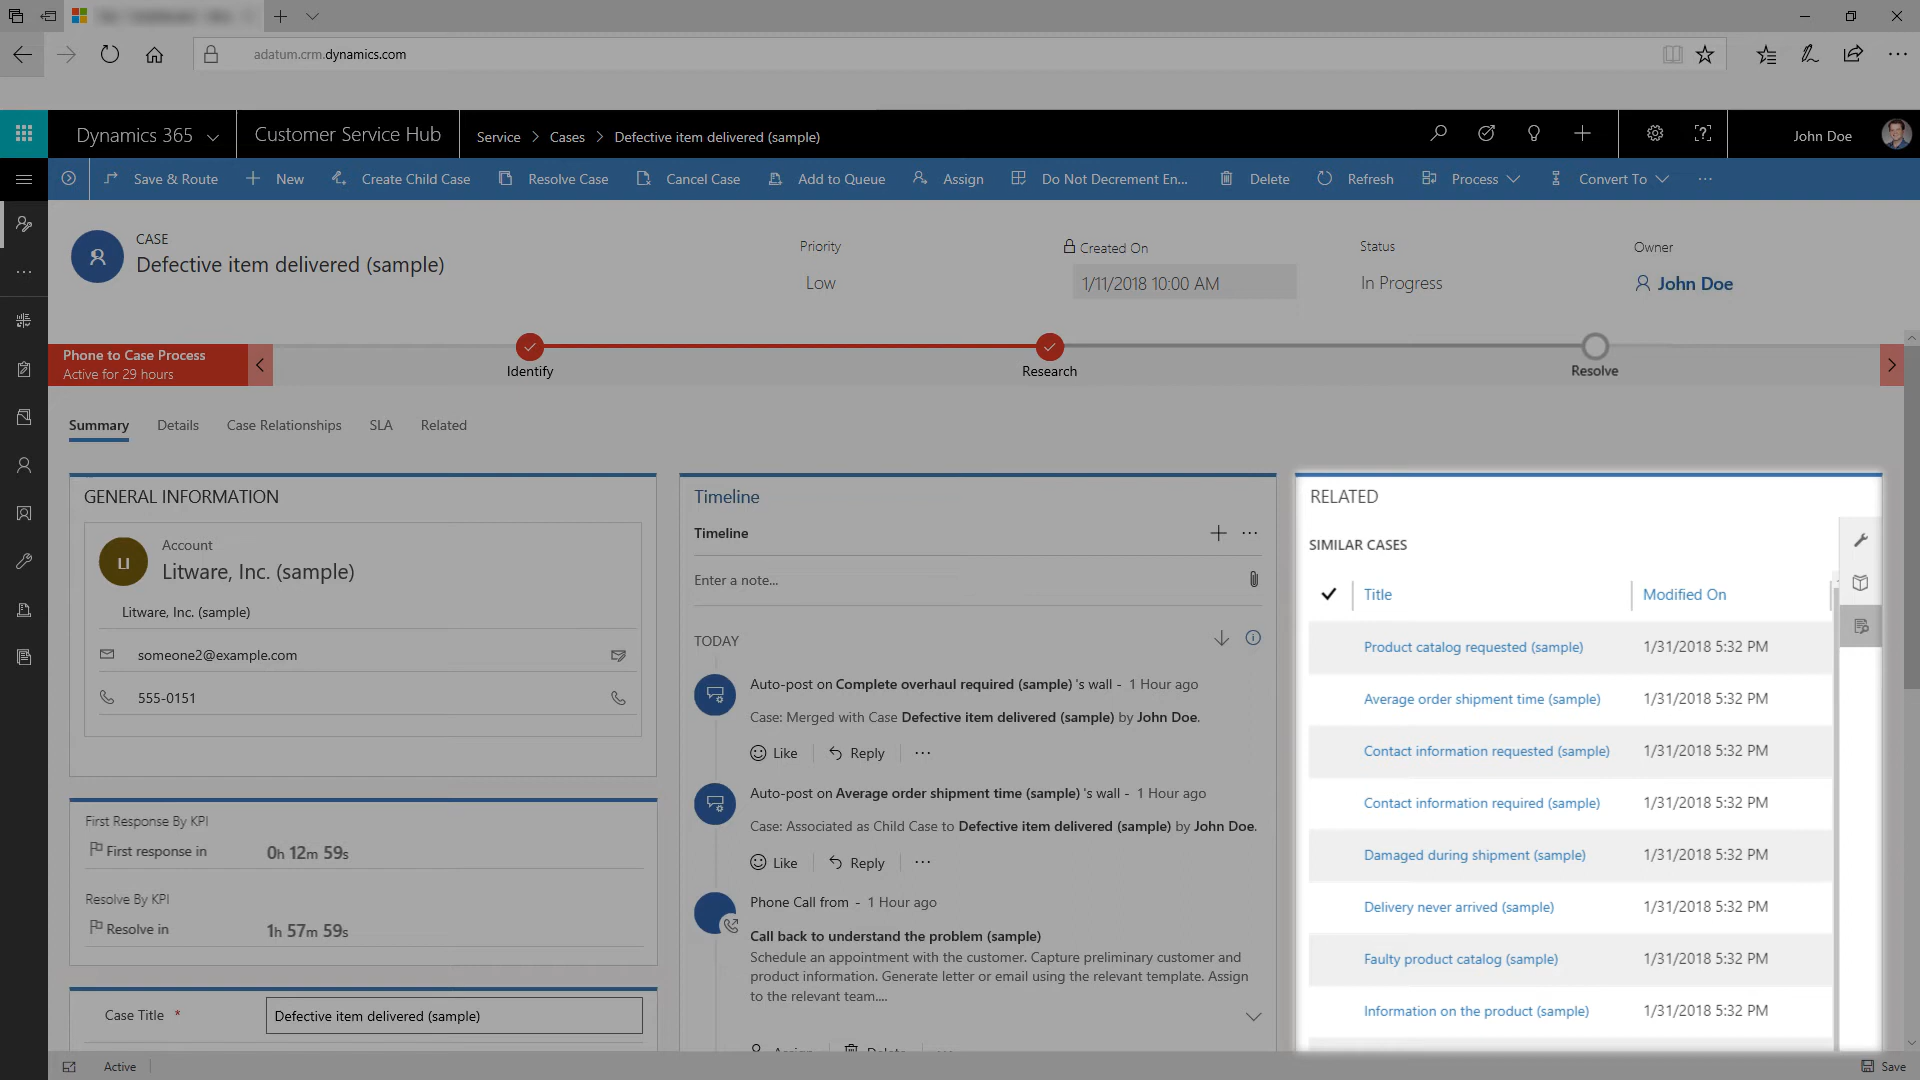 adatum.crm.dynamics.com
Dynamics 365
Customer Service Hub
Service > Cases > Defective item delivered (sample)
John Doe
Save & Route
New
Create Child Case
Resolve Case
Cancel Case
Add to Queue
Assign
Do Not Decrement En...
Delete
Refresh
Process
Convert To
...
CASE
Defective item delivered (sample)
Priority
Low
Created On
1/11/2018 10:00 AM
Status
In Progress
Owner
John Doe
Phone to Case Process
Active for 29 hours
Identify
Research
Resolve
Summary
Details
Case Relationships
SLA
Related
GENERAL INFORMATION
LI
Account
Litware, Inc. (sample)
Litware, Inc. (sample)
someone2@example.com
555-0151
First Response By KPI
First response in
0h 12m 59s
Resolve By KPI
Resolve in
1h 57m 59s
Case Title *
Defective item delivered (sample)
Timeline
Timeline
Enter a note...
TODAY
Auto-post on Complete overhaul required (sample) 's wall - 1 Hour ago
Case: Merged with Case Defective item delivered (sample) by John Doe.
Like
Reply
...
Auto-post on Average order shipment time (sample) 's wall - 1 Hour ago
Case: Associated as Child Case to Defective item delivered (sample) by John Doe.
Like
Reply
...
Phone Call from - 1 Hour ago
Call back to understand the problem (sample)
Schedule an appointment with the customer. Capture preliminary customer and
product information. Generate letter or email using the relevant template. Assign
to the relevant team....
Assign
Delete
RELATED
SIMILAR CASES
Title
Modified On
Product catalog requested (sample) 1/31/2018 5:32 PM
Average order shipment time (sample) 1/31/2018 5:32 PM
Contact information requested (sample) 1/31/2018 5:32 PM
Contact information required (sample) 1/31/2018 5:32 PM
Damaged during shipment (sample) 1/31/2018 5:32 PM
Delivery never arrived (sample) 1/31/2018 5:32 PM
Faulty product catalog (sample) 1/31/2018 5:32 PM
Information on the product (sample) 1/31/2018 5:32 PM
Active
Save